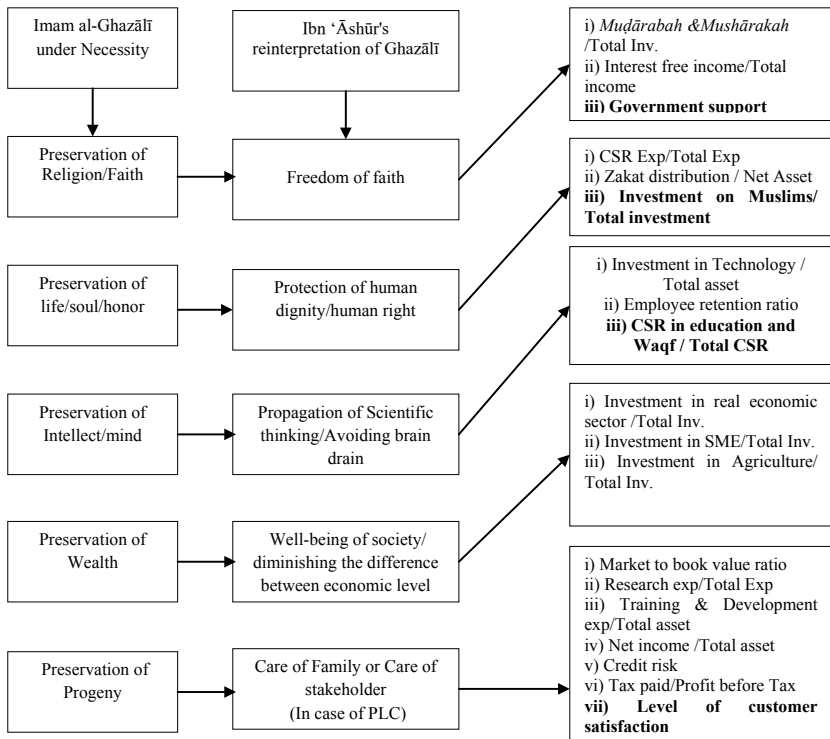 Imam al-Ghazālī
under Necessity
Ibn ‘Āshūr's
reinterpretation of Ghazālī
i) Muḍārabah &Mushārakah
/Total Inv.
ii) Interest free income/Total
income
iii) Government support
Preservation of
Religion/Faith
Freedom of faith
i) CSR Exp/Total Exp
ii) Zakat distribution / Net Asset
iii) Investment on Muslims/
Total investment
Preservation of
life/soul/honor
Protection of human
dignity/human right
i) Investment in Technology /
Total asset
ii) Employee retention ratio
iii) CSR in education and
Waqf / Total CSR
Preservation of
Intellect/mind
Propagation of Scientific
thinking/Avoiding brain
drain
i) Investment in real economic
sector /Total Inv.
ii) Investment in SME/Total Inv.
iii) Investment in Agriculture/
Total Inv.
Preservation of
Wealth
Well-being of society/
diminishing the difference
between economic level
i) Market to book value ratio
ii) Research exp/Total Exp
iii) Training & Development
exp/Total asset
iv) Net income /Total asset
v) Credit risk
vi) Tax paid/Profit before Tax
vii) Level of customer
satisfaction
Preservation of
Progeny
Care of Family or Care of
stakeholder
(In case of PLC)